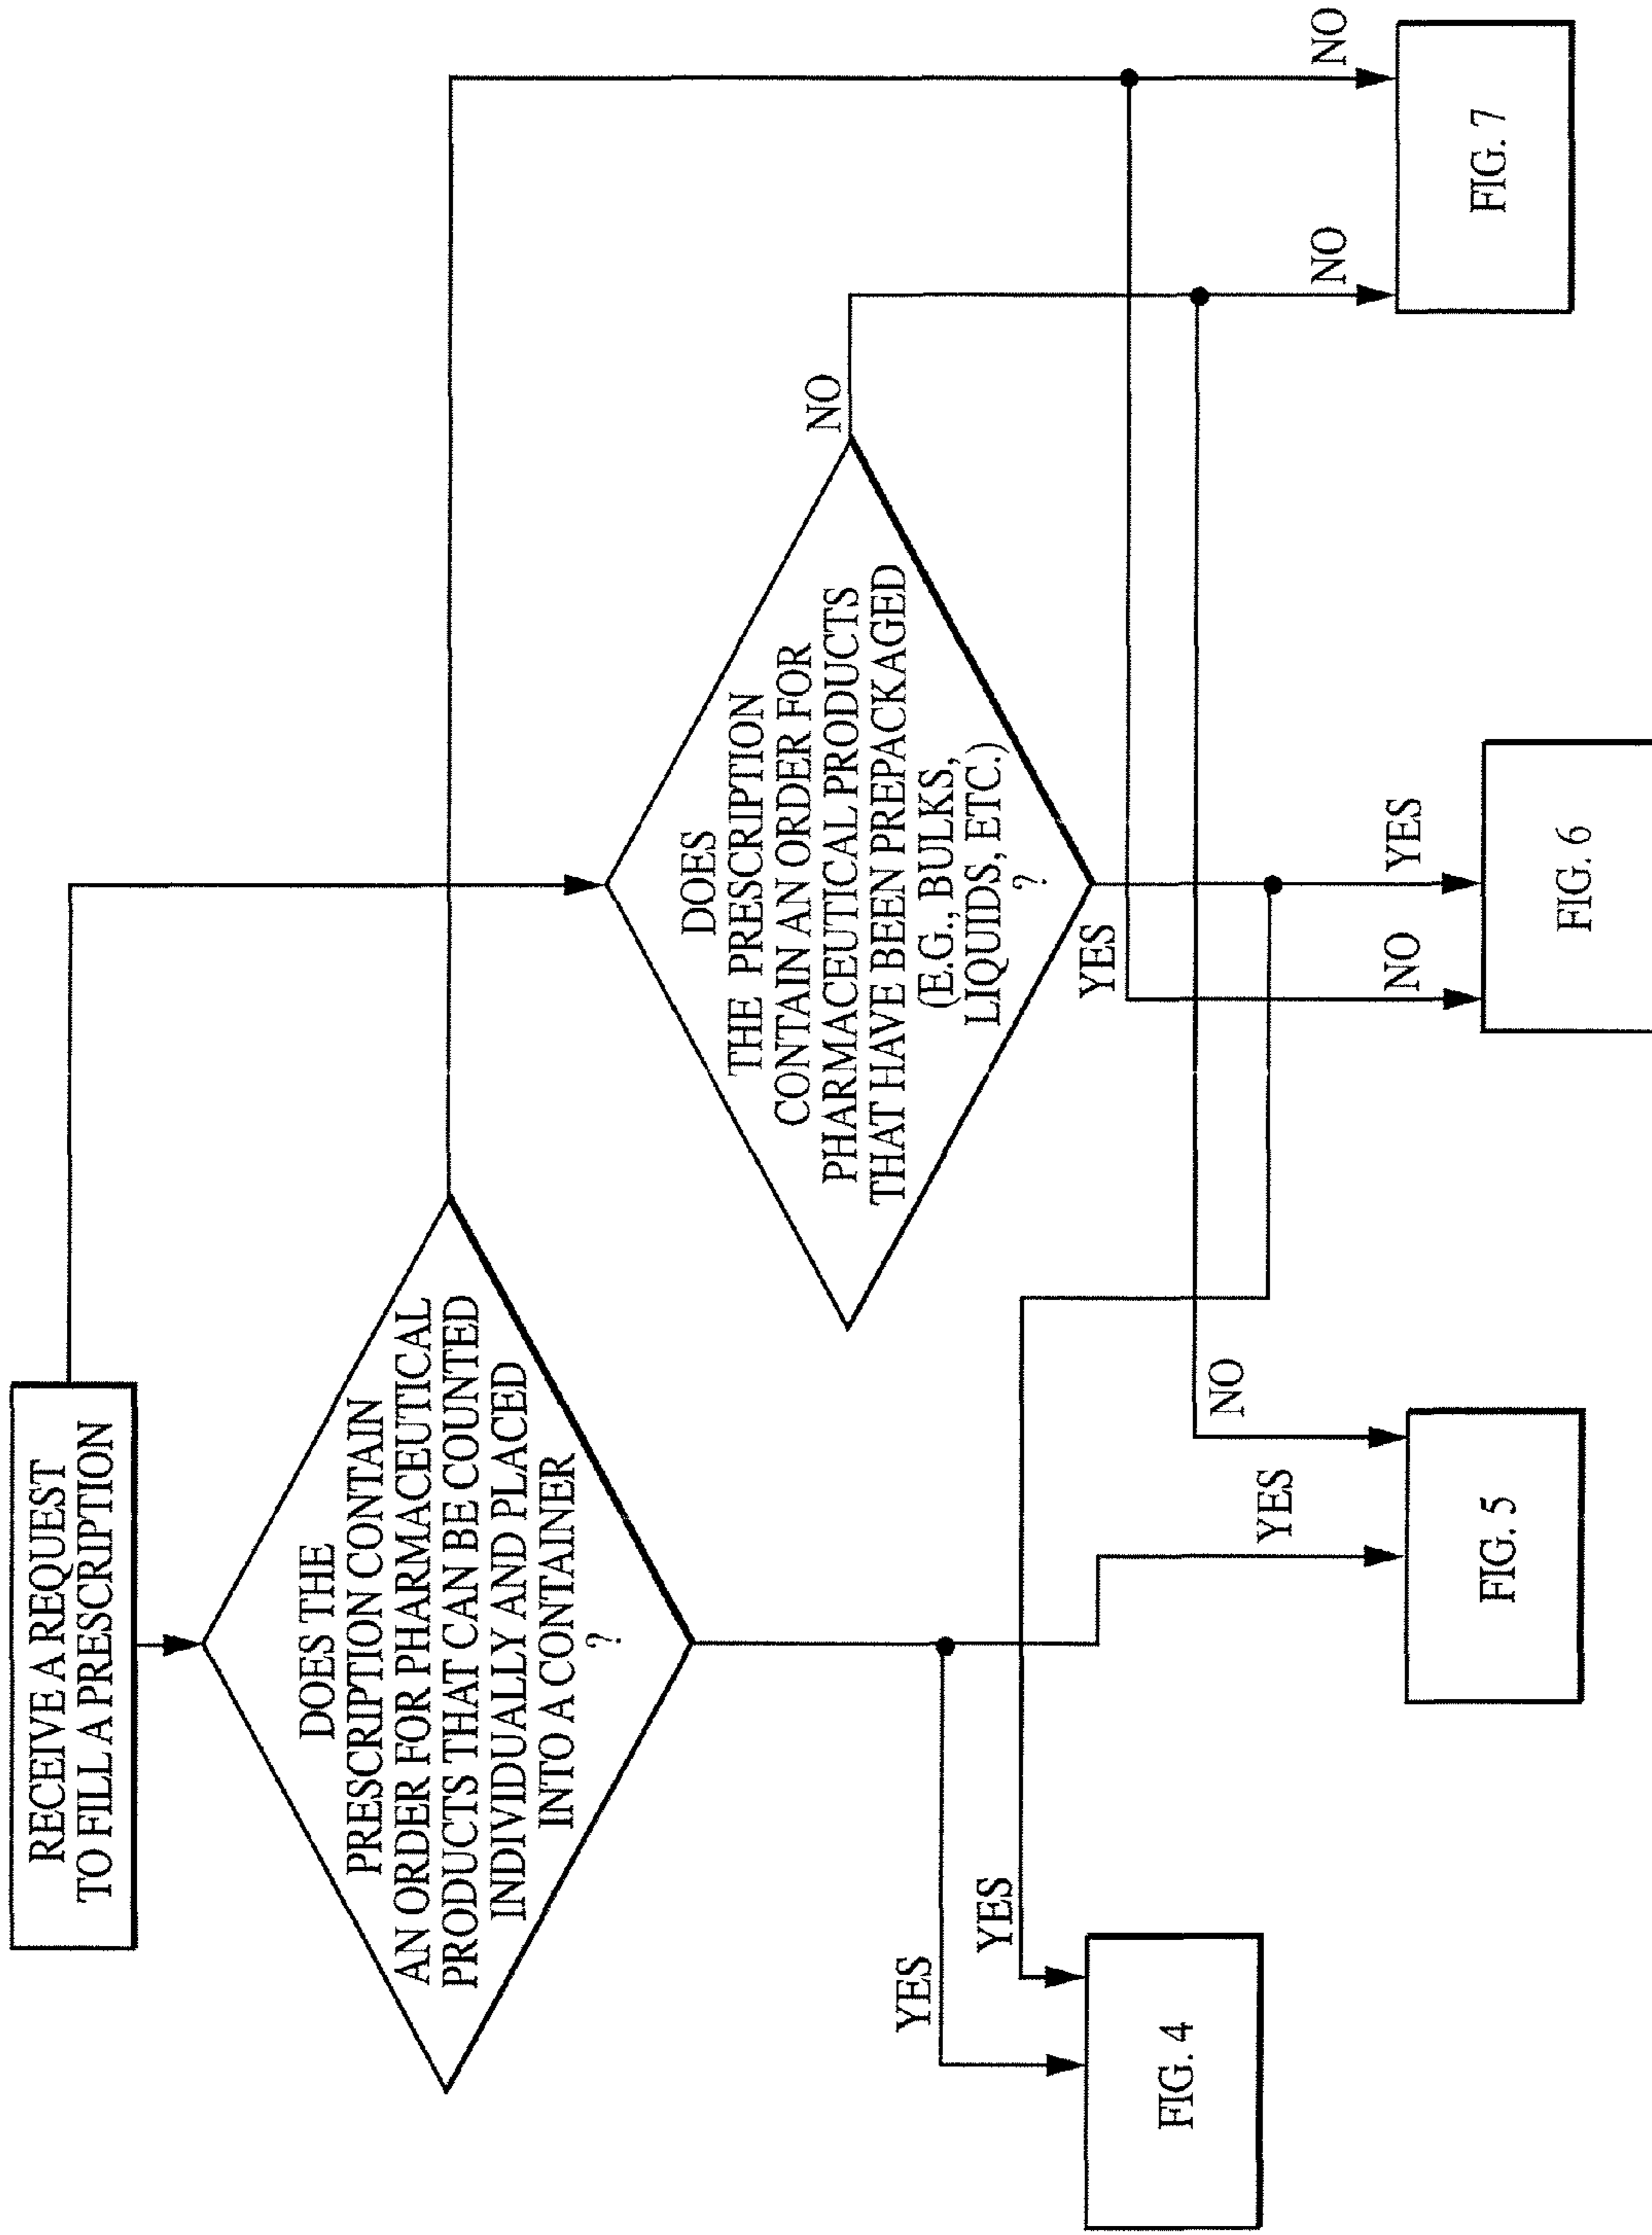 RECEIVE A REQUEST
TO FILL A PRESCRIPTION
DOES THE
PRESCRIPTION CONTAIN
AN ORDER FOR PHARMACEUTICAL
PRODUCTS THAT CAN BE COUNTED
INDIVIDUALLY AND PLACED
INTO A CONTAINER
?
DOES
THE PRESCRIPTION
CONTAIN AN ORDER FOR
PHARMACEUTICAL PRODUCTS
THAT HAVE BEEN PREPACKAGED
(E.G., BULKS,
LIQUIDS, ETC.)
?
NO
YES
YES
YES
FIG. 4
YES
NO
FIG. 5
NO
YES
FIG. 6
NO
NO
FIG. 7